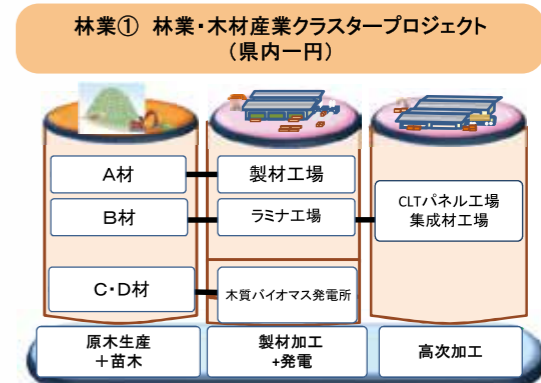 林業① 林業・木材産業クラスタープロジェクト
(県内一円)
A材
製材工場
B材
ラミナ工場
CLTパネル工場
集成材工場
C・D材
木質バイオマス発電所
原木生産
+苗木
製材加工
+発電
高次加工